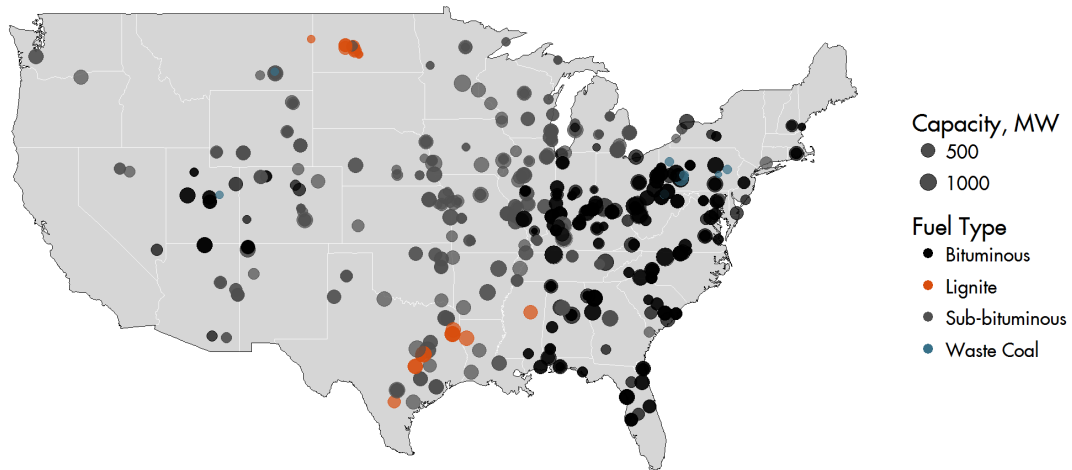 Capacity, MW
500
1000
Fuel Type
Bituminous
Lignite
Sub-bituminous
Waste Coal